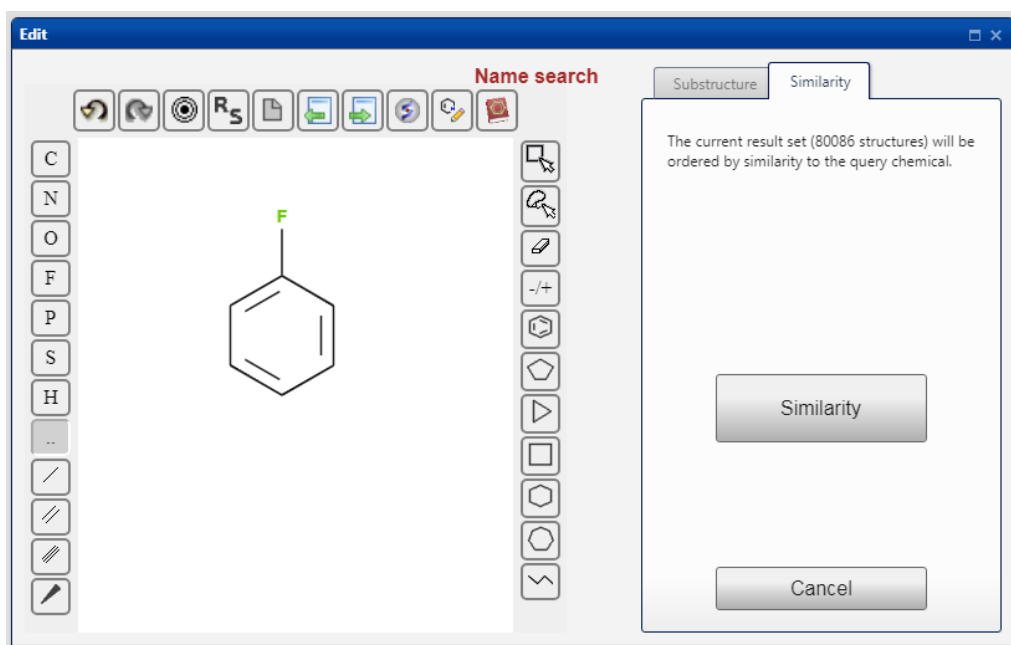 Edit
Name search
Substructure
Similarity
R
S
C
N
O
F
P
S
H
..
F
-/+
The current result set (80086 structures) will be
ordered by similarity to the query chemical.
Similarity
Cancel